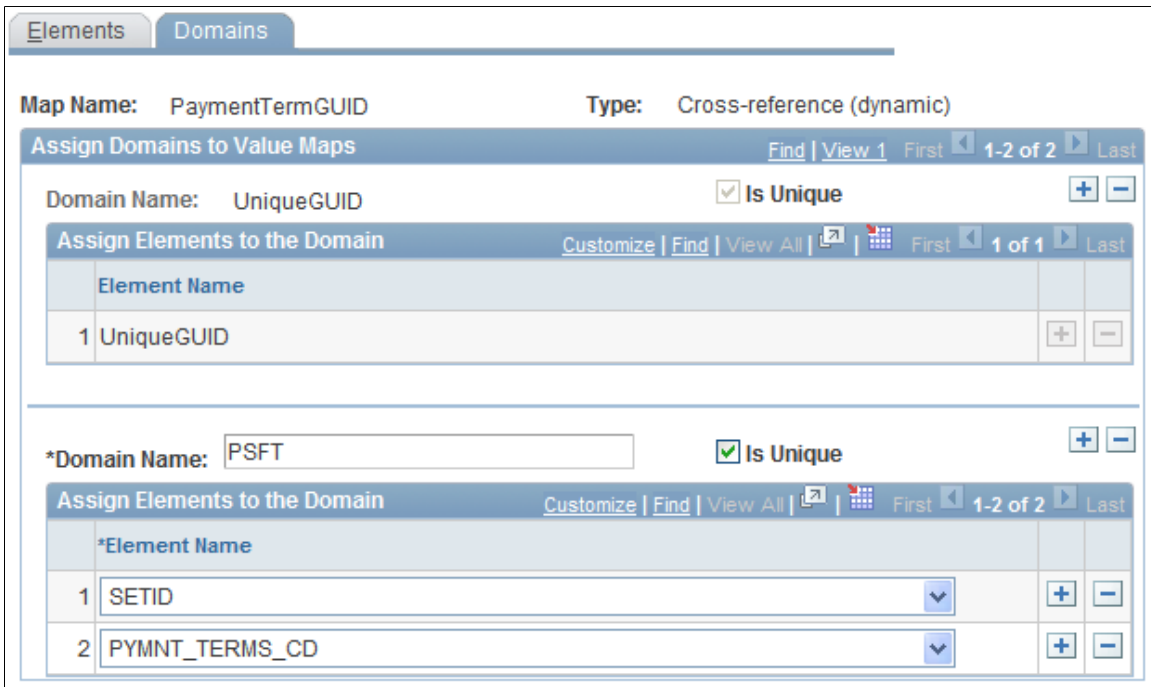 Elements Domains
Map Name: PaymentTermGUID Type: Cross-reference (dynamic)
Assign Domains to Value Maps Find | View 1 First 1-2 of 2 Last
Domain Name: UniqueGUID Is Unique
Assign Elements to the Domain Customize | Find | View All | | First 1 of 1 Last
Element Name
1 UniqueGUID
*Domain Name: PSFT Is Unique
Assign Elements to the Domain Customize | Find | View All | | First 1-2 of 2 Last
*Element Name
1 SETID
2 PYMNT_TERMS_CD